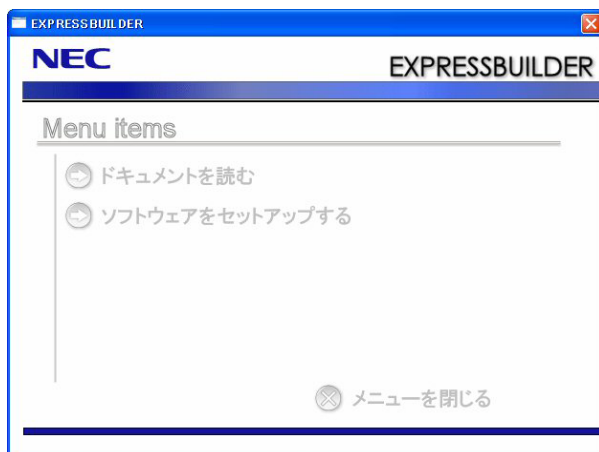 EXPRESSBUILDER
NEC
EXPRESSBUILDER
Menu items
ドキュメントを読む
ソフトウェアをセットアップする
メニューを閉じる